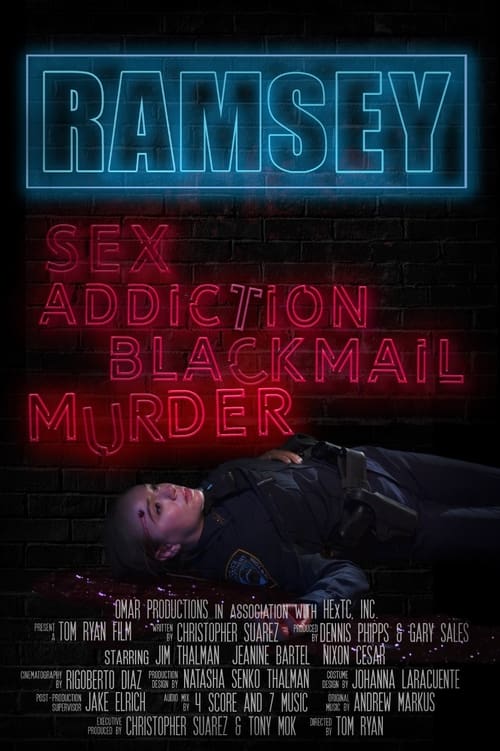 RAMSEY
SEX
ADDICTION
BLACKMAIL
MURDER
OMAR PRODUCTIONS IN ASSOCIATION WITH HEXTC, INC.
PRESENT A TOM RYAN FILM WRITTEN BY CHRISTOPHER SUAREZ PRODUCED BY DENNIS PHIPPS & GARY SALES
STARRING JIM THALMAN JEANINE BARTEL NIXON CESAR
CINEMATOGRAPHY BY RIGOBERTO DIAZ PRODUCTION DESIGN BY NATASHA SENKO THALMAN COSTUME DESIGN BY JOHANNA LARACUENTE
POST-PRODUCTION SUPERVISOR JAKE ELRICH AUDIO MIX BY 4 SCORE AND 7 MUSIC ORIGINAL MUSIC BY ANDREW MARKUS
EXECUTIVE PRODUCED BY CHRISTOPHER SUAREZ & TONY MOK DIRECTED BY TOM RYAN